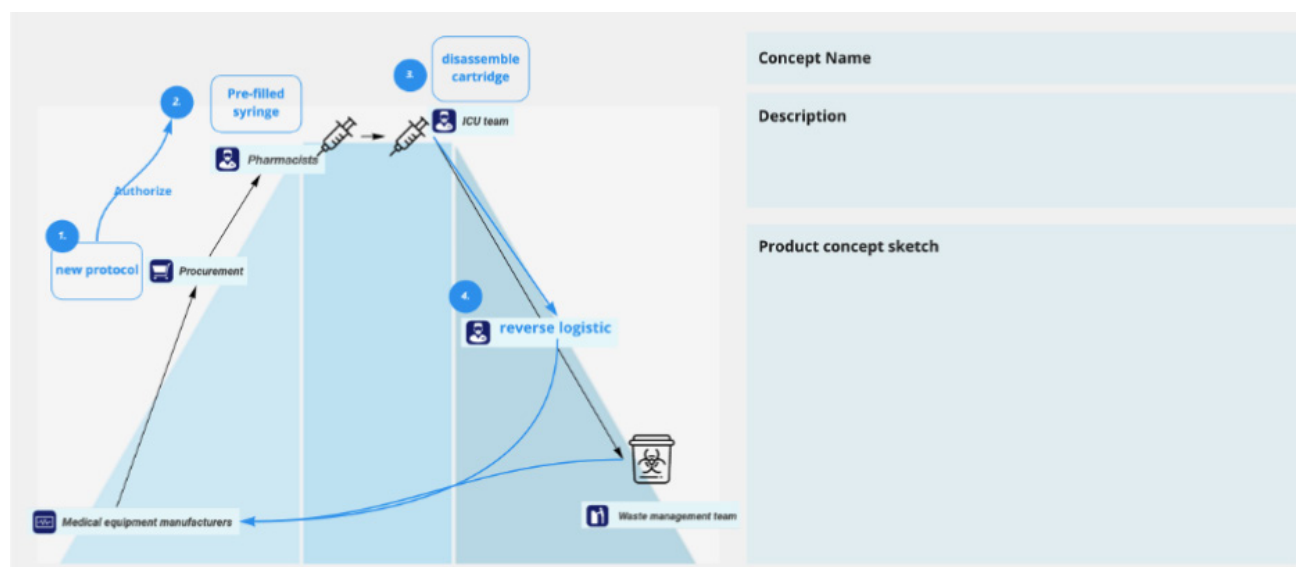 3.
disassemble
cartridge
2.
Pre-filled
syringe
ICU team
Pharmacists
Authorize
1.
new protocol
Procurement
4.
reverse logistic
Medical equipment manufacturers
Waste management team
Concept Name
Description
Product concept sketch